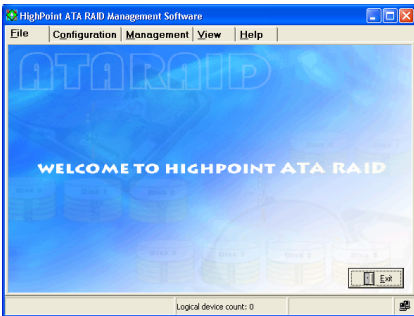 HighPoint ATA RAID Management Software
File Configuration Management View Help
ATARAID
WELCOME TO HIGHPOINT ATA RAID
Exit
Logical device count: 0